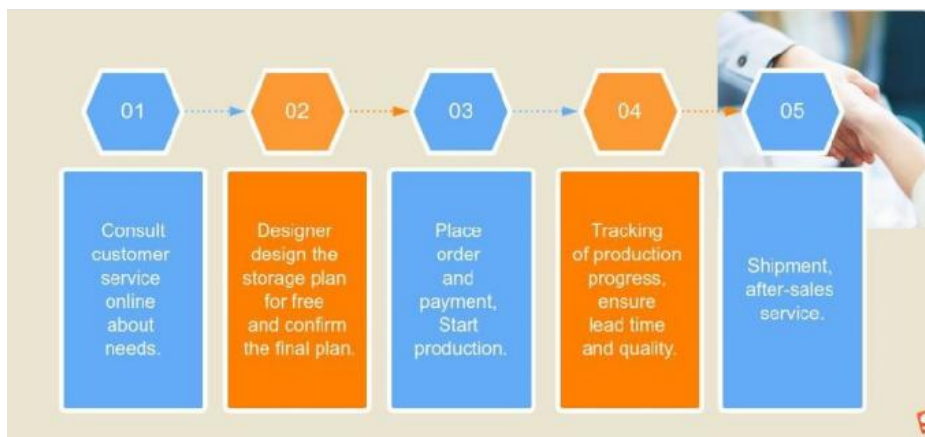 01
02
03
04
05
Consult
customer
service
online
about
needs.
Designer
design the
storage plan
for free
and confirm
the final plan.
Place
order
and
payment,
Start
production.
Tracking
of production
progress,
ensure
lead time
and quality.
Shipment,
after-sales
service.